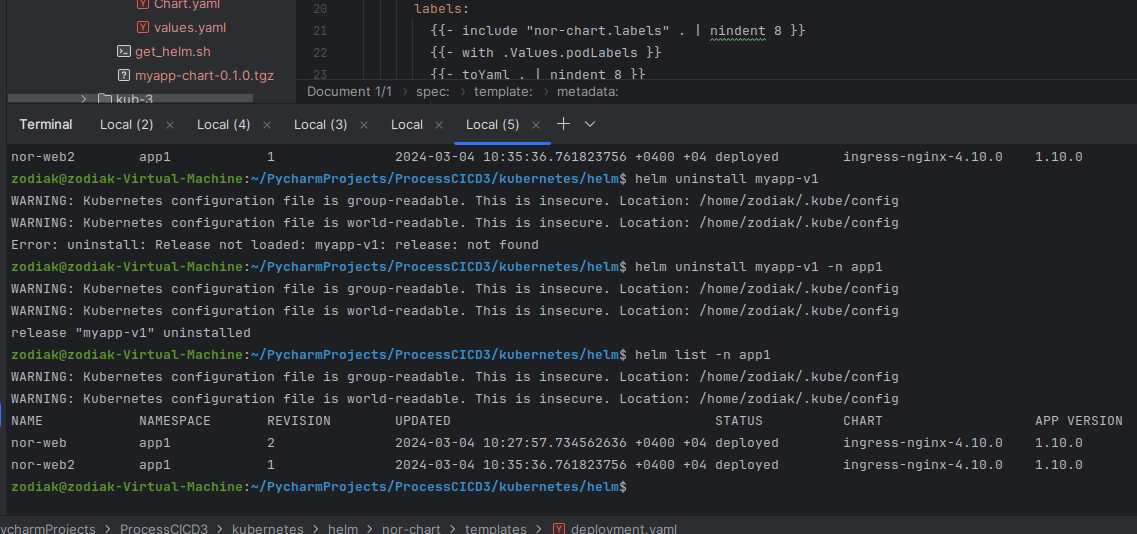 Chart.yaml
values.yaml
get_helm.sh
myapp-chart-0.1.0.tgz
kub-3
20 labels:
21 {{- include "nor-chart.labels" . | nindent 8 }}
22 {{- with .Values.podLabels }}
23 {{- toYaml . | nindent 8 }}
Document 1/1 › spec: › template: › metadata:
Terminal Local (2) × Local (4) × Local (3) × Local × Local (5) × +
nor-web2 app1 1 2024-03-04 10:35:36.761823756 +0400 +04 deployed ingress-nginx-4.10.0 1.10.0
zodiak@zodiak-Virtual-Machine:~/PycharmProjects/ProcessCICD3/kubernetes/helm$ helm uninstall myapp-v1
WARNING: Kubernetes configuration file is group-readable. This is insecure. Location: /home/zodiak/.kube/config
WARNING: Kubernetes configuration file is world-readable. This is insecure. Location: /home/zodiak/.kube/config
Error: uninstall: Release not loaded: myapp-v1: release: not found
zodiak@zodiak-Virtual-Machine:~/PycharmProjects/ProcessCICD3/kubernetes/helm$ helm uninstall myapp-v1 -n app1
WARNING: Kubernetes configuration file is group-readable. This is insecure. Location: /home/zodiak/.kube/config
WARNING: Kubernetes configuration file is world-readable. This is insecure. Location: /home/zodiak/.kube/config
release "myapp-v1" uninstalled
zodiak@zodiak-Virtual-Machine:~/PycharmProjects/ProcessCICD3/kubernetes/helm$ helm list -n app1
WARNING: Kubernetes configuration file is group-readable. This is insecure. Location: /home/zodiak/.kube/config
WARNING: Kubernetes configuration file is world-readable. This is insecure. Location: /home/zodiak/.kube/config
NAME NAMESPACE REVISION UPDATED STATUS CHART APP VERSION
nor-web app1 2 2024-03-04 10:27:57.734562636 +0400 +04 deployed ingress-nginx-4.10.0 1.10.0
nor-web2 app1 1 2024-03-04 10:35:36.761823756 +0400 +04 deployed ingress-nginx-4.10.0 1.10.0
zodiak@zodiak-Virtual-Machine:~/PycharmProjects/ProcessCICD3/kubernetes/helm$
ycharmProjects › ProcessCICD3 › kubernetes › helm › nor-chart › templates › deployment.yaml